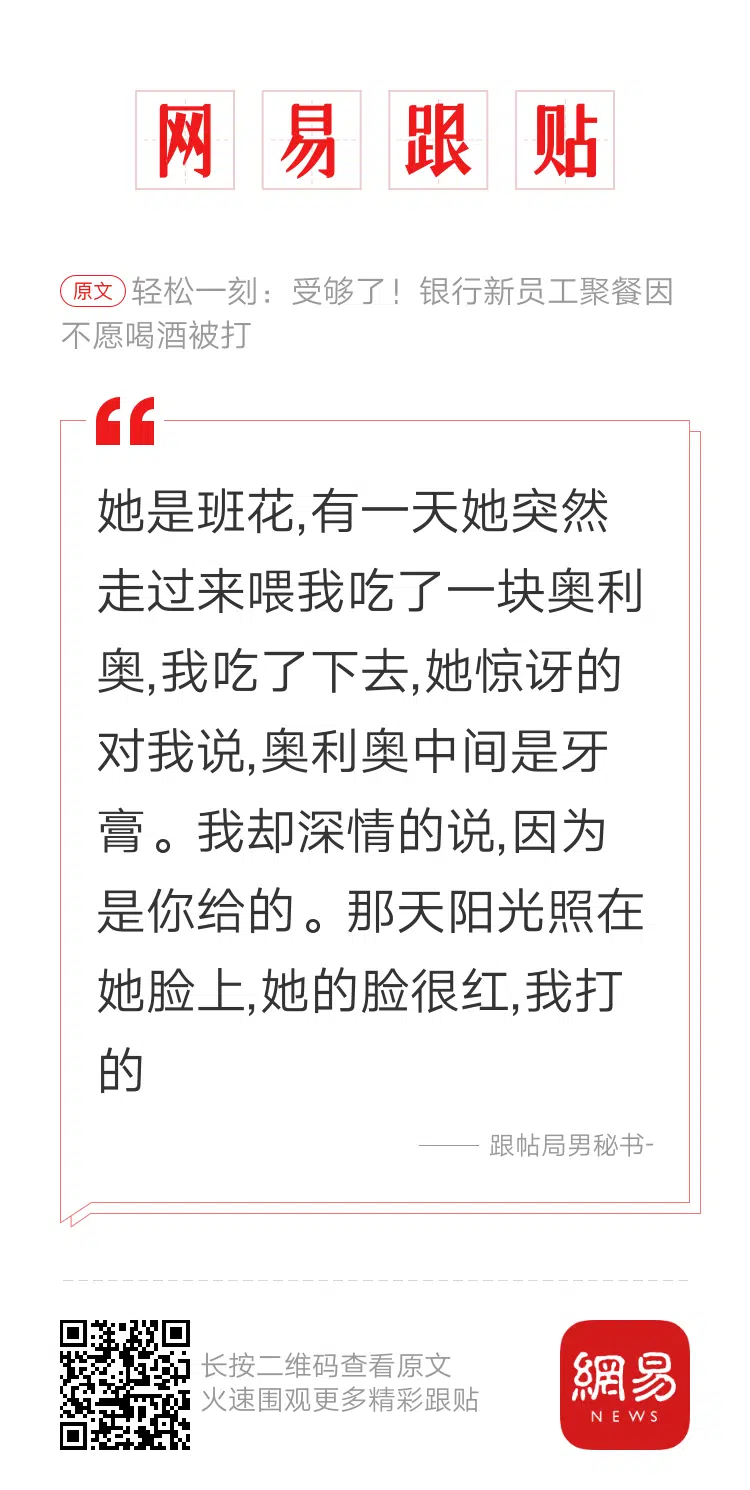 网易跟贴
原文 轻松一刻：受够了！银行新员工聚餐因
不愿喝酒被打
她是班花,有一天她突然
走过来喂我吃了一块奥利
奥,我吃了下去,她惊讶的
对我说,奥利奥中间是牙
膏。我却深情的说,因为
是你给的。那天阳光照在
她脸上,她的脸很红,我打
的
—— 跟帖局男秘书-
长按二维码查看原文
火速围观更多精彩跟贴
網易
NEWS